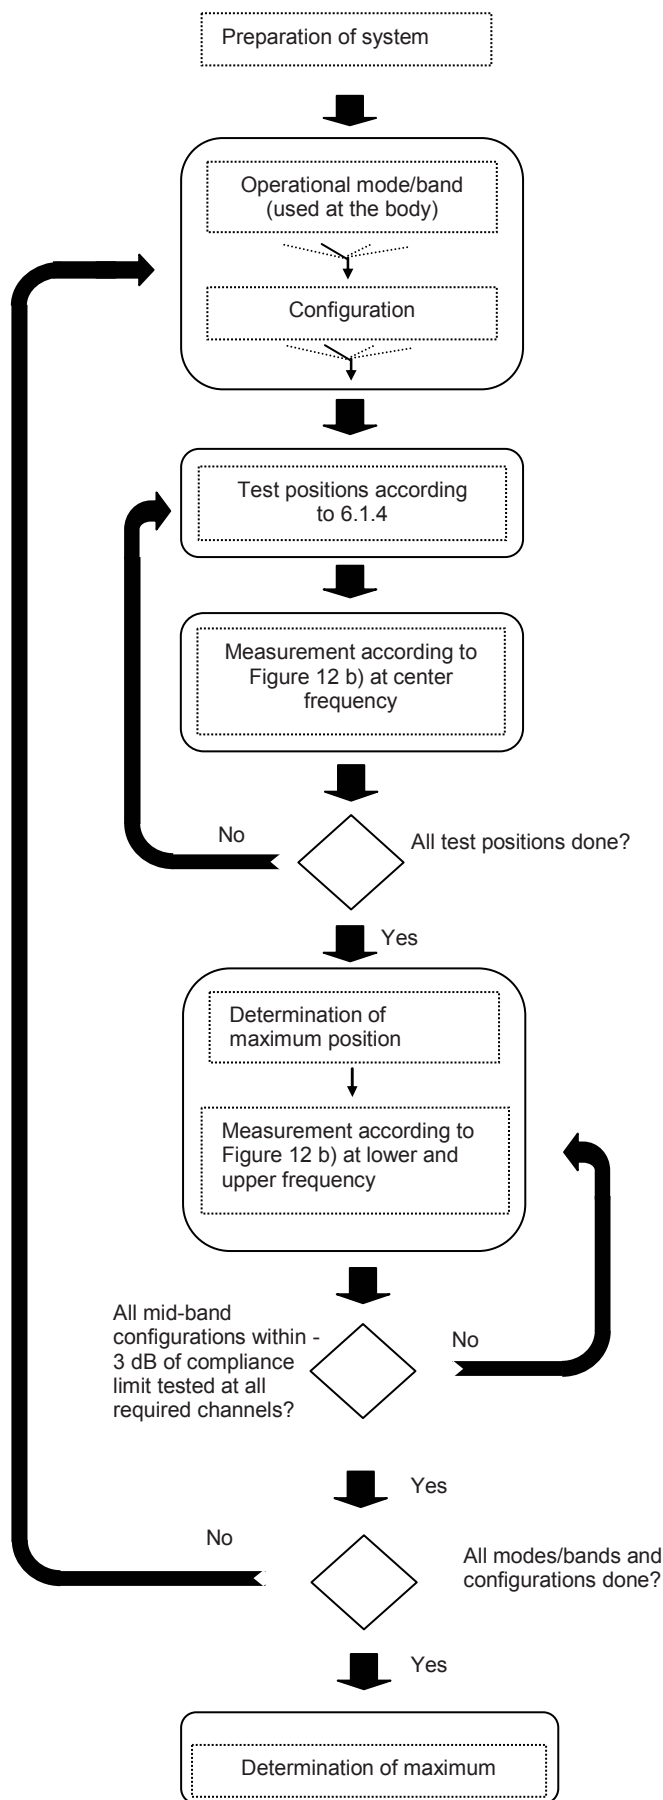 Preparation of system
Operational mode/band
(used at the body)
Configuration
Test positions according
to 6.1.4
Measurement according to
Figure 12 b) at center
frequency
No
All test positions done?
Yes
Determination of
maximum position
Measurement according to
Figure 12 b) at lower and
upper frequency
All mid-band
configurations within -
3 dB of compliance
limit tested at all
required channels?
No
Yes
No
All modes/bands and
configurations done?
Yes
Determination of maximum